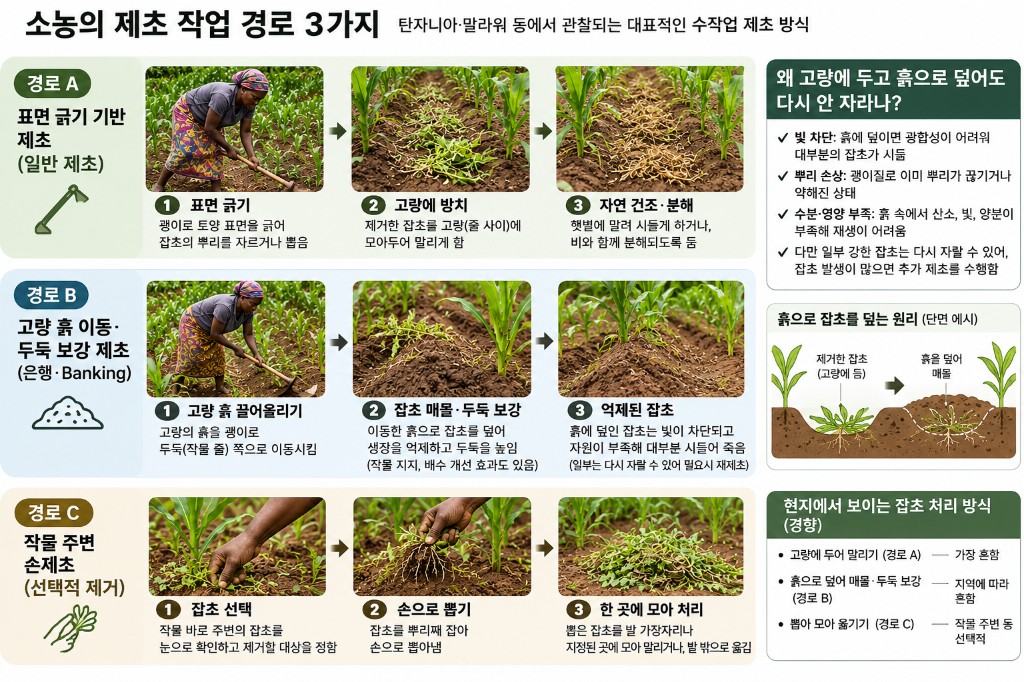 소농의 제초 작업 경로 3가지
탄자니아·말라위 동에서 관찰되는 대표적인 수작업 제초 방식
경로 A
표면 긁기 기반
제초
(일반 제초)
1 표면 긁기
괭이로 토양 표면을 긁어
잡초의 뿌리를 자르거나 뽑음
2 고랑에 방치
제거한 잡초를 고랑(줄 사이)에
모아두어 말리게 함
3 자연 건조·분해
햇볕에 말려 시들게 하거나,
비와 함께 분해되도록 둠
경로 B
고랑 흙 이동·
두둑 보강 제초
(은행·Banking)
1 고랑 흙 끌어올리기
고랑의 흙을 괭이로
두둑(작물 줄) 쪽으로 이동시킴
2 잡초 매몰·두둑 보강
이동한 흙으로 잡초를 덮어
생장을 억제하고 두둑을 높임
(작물 지지, 배수 개선 효과도 있음)
3 억제된 잡초
흙에 덮인 잡초는 빛이 차단되고
자원이 부족해 대부분 시들어 죽음
(일부는 다시 자랄 수 있어 필요시 재제초)
경로 C
작물 주변
손제초
(선택적 제거)
1 잡초 선택
작물 바로 주변의 잡초를
눈으로 확인하고 제거할 대상을 정함
2 손으로 뽑기
잡초를 뿌리째 잡아
손으로 뽑아냄
3 한 곳에 모아 처리
뽑은 잡초를 밭 가장자리나
지정된 곳에 모아 말리거나, 밭 밖으로 옮김
왜 고랑에 두고 흙으로 덮어도
다시 안 자라나?
✓ 빛 차단: 흙에 덮이면 광합성이 어려워
대부분의 잡초가 시듦
✓ 뿌리 손상: 괭이질로 이미 뿌리가 끊기거나
약해진 상태
✓ 수분·영양 부족: 흙 속에서 산소, 빛, 양분이
부족해 재생이 어려움
✓ 다만 일부 강한 잡초는 다시 자랄 수 있어,
잡초 발생이 많으면 추가 제초를 수행함
흙으로 잡초를 덮는 원리 (단면 예시)
제거한 잡초
(고랑에 듬)
흙을 덮어
매몰
현지에서 보이는 잡초 처리 방식
(경향)
• 고랑에 두어 말리기 (경로 A) — 가장 흔함
• 흙으로 덮어 매몰·두둑 보강
(경로 B) — 지역에 따라
흔함
• 뽑아 모아 옮기기 (경로 C) — 작물 주변 동
선택적